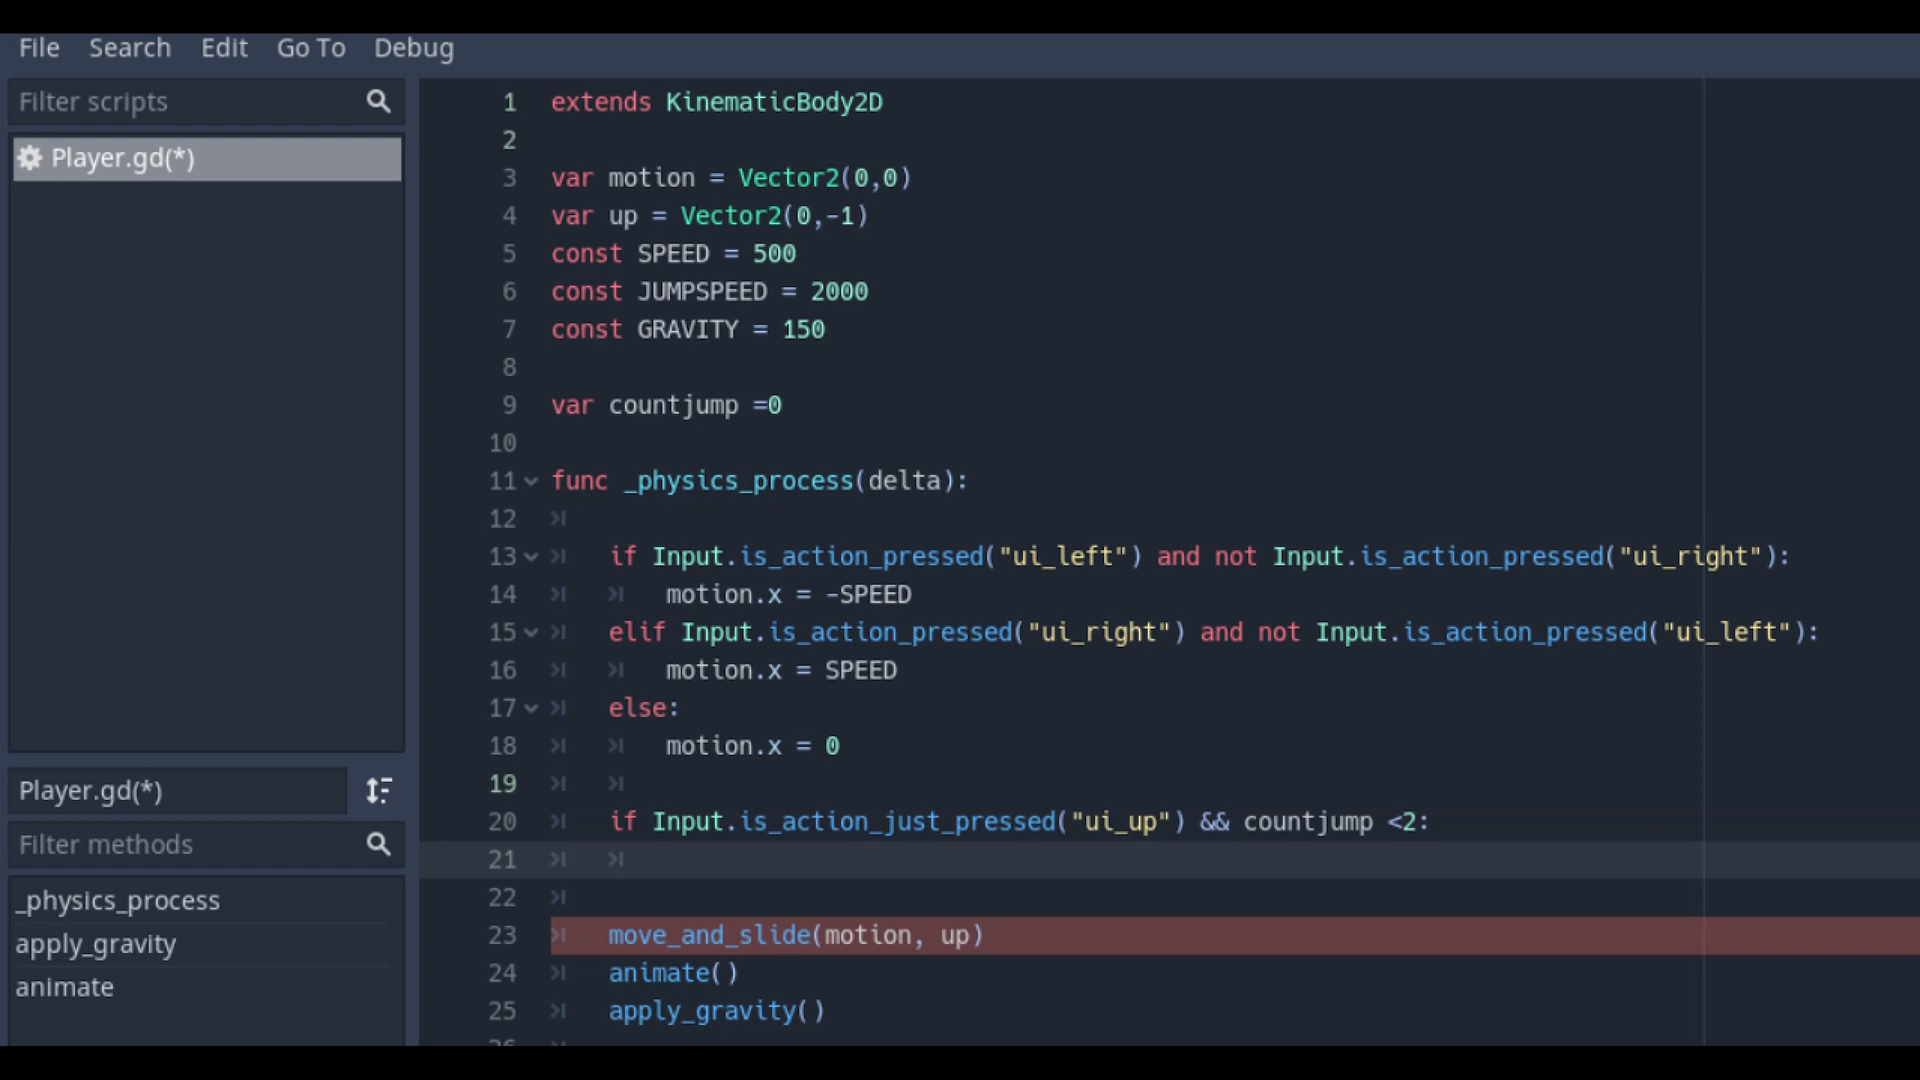 File Search Edit Go To Debug
Filter scripts
Player.gd(*)
Player.gd(*)
Filter methods
_physics_process
apply_gravity
animate
1 extends KinematicBody2D
2
3 var motion = Vector2(0,0)
4 var up = Vector2(0,-1)
5 const SPEED = 500
6 const JUMPSPEED = 2000
7 const GRAVITY = 150
8
9 var countjump =0
10
11 func _physics_process(delta):
12
13 if Input.is_action_pressed("ui_left") and not Input.is_action_pressed("ui_right"):
14 motion.x = -SPEED
15 elif Input.is_action_pressed("ui_right") and not Input.is_action_pressed("ui_left"):
16 motion.x = SPEED
17 else:
18 motion.x = 0
19
20 if Input.is_action_just_pressed("ui_up") && countjump <2:
21
22
23 move_and_slide(motion, up)
24 animate()
25 apply_gravity()